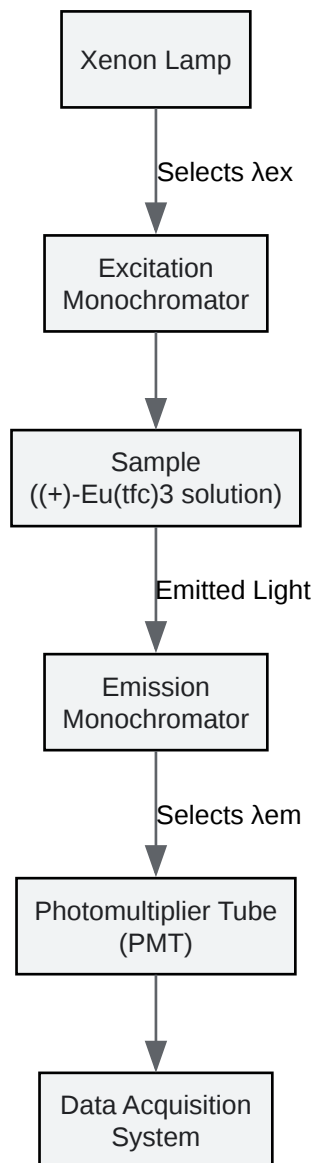 Xenon Lamp
Selects λex
Excitation
Monochromator
Sample
((+)-Eu(tfc)3 solution)
Emitted Light
Emission
Monochromator
Selects λem
Photomultiplier Tube
(PMT)
Data Acquisition
System